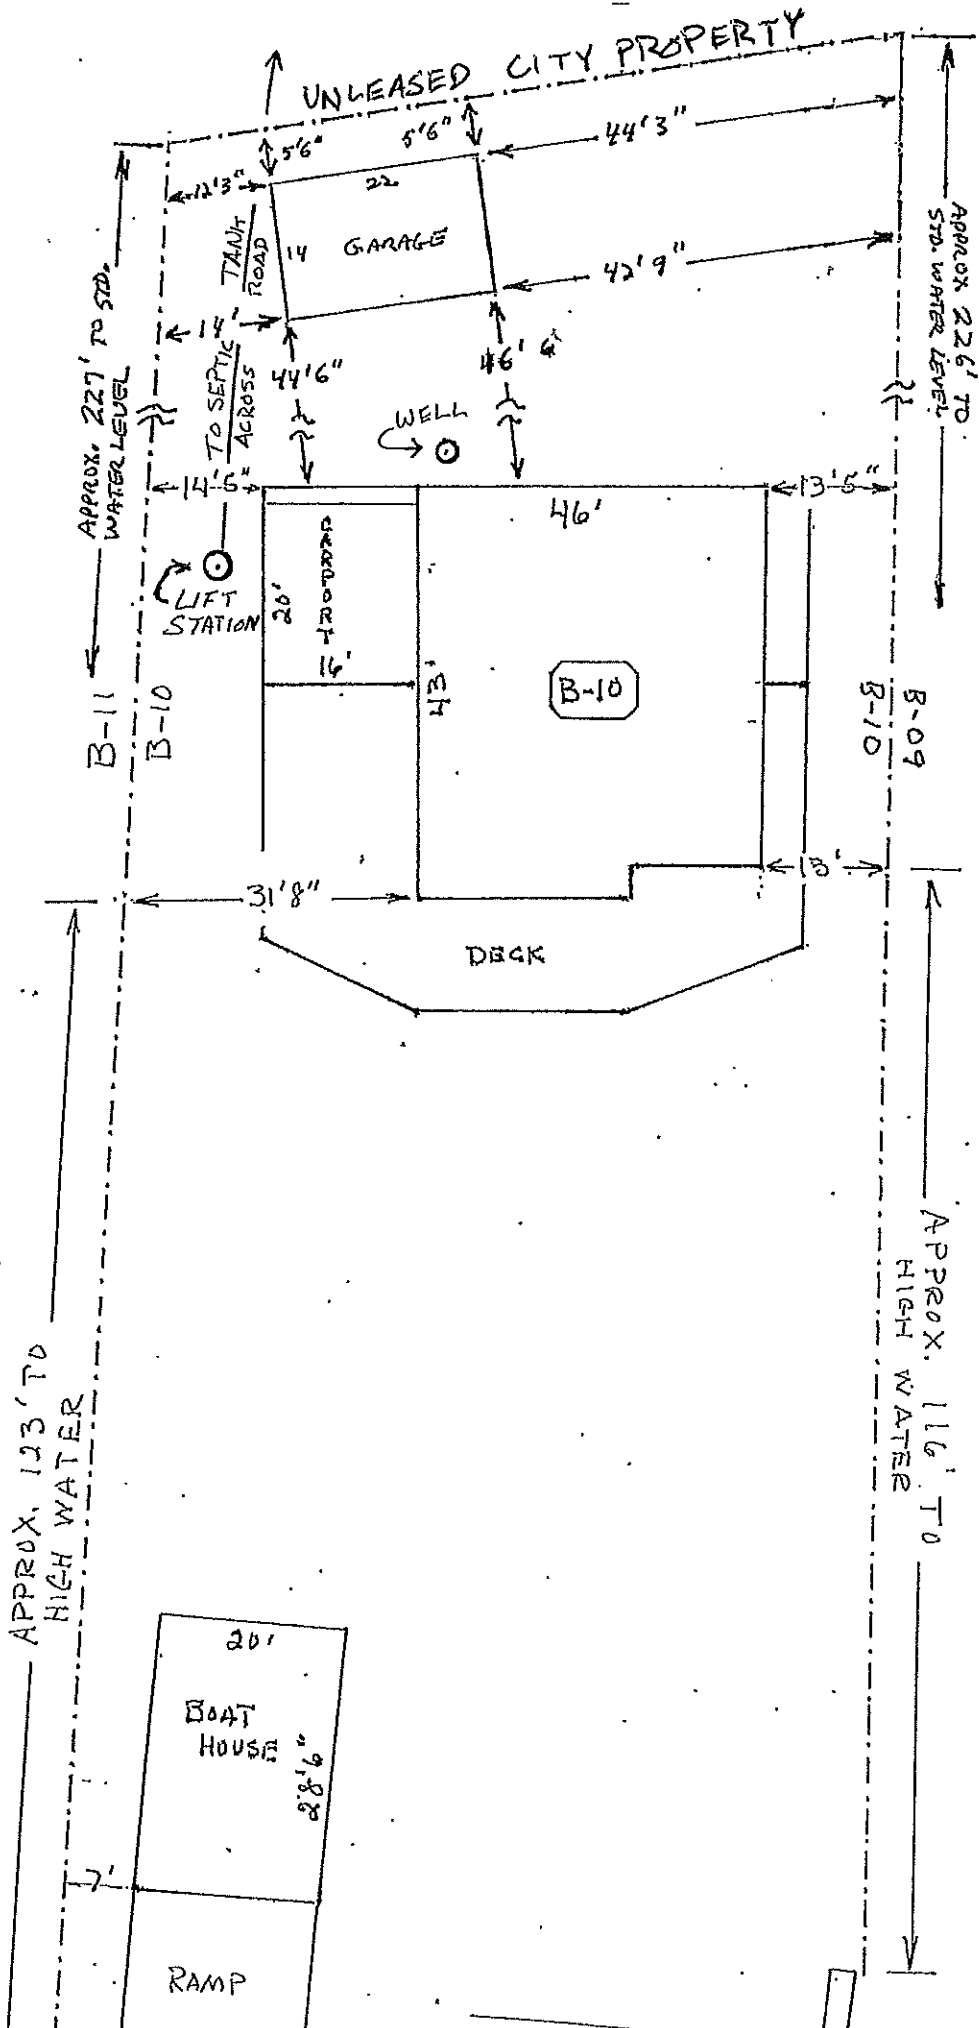 UNLEASED CITY PROPERTY
5'6"
5'6"
44'3"
12'3"
22
TANK
ROAD
14
GARAGE
42'9"
APPROX 226' TO
STD. WATER LEVEL
APPROX. 227' TO STD.
WATER LEVEL
14'
TO SEPTIC
ACROSS
44'6"
WELL
14'5"
46'
13'5"
CARPORT
20'
16'
LIFT
STATION
43'
B-10
B-11
B-10
B-09
B-10
31'8"
13'
DECK
APPROX. 123' TO
HIGH WATER
APPROX. 116' TO
HIGH WATER
20'
BOAT
HOUSE
28'6"
7'
RAMP